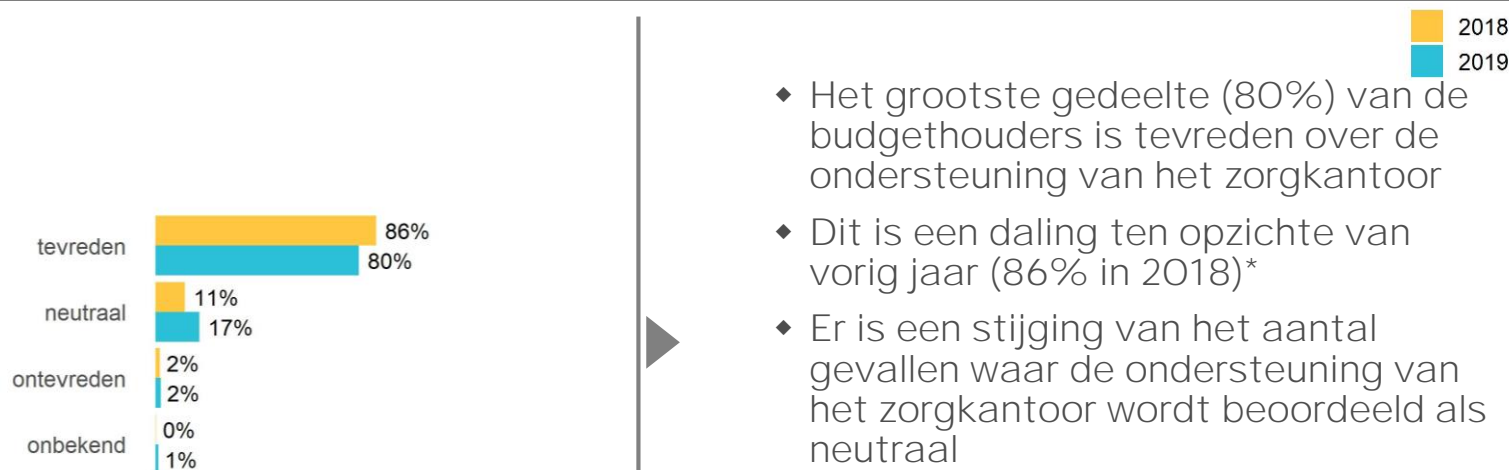 2018
2019
tevreden
86%
80%
neutraal
11%
17%
ontevreden
2%
2%
onbekend
0%
1%
◆ Het grootste gedeelte (80%) van de
budgethouders is tevreden over de
ondersteuning van het zorgkantoor
◆ Dit is een daling ten opzichte van
vorig jaar (86% in 2018)*
◆ Er is een stijging van het aantal
gevallen waar de ondersteuning van
het zorgkantoor wordt beoordeeld als
neutraal